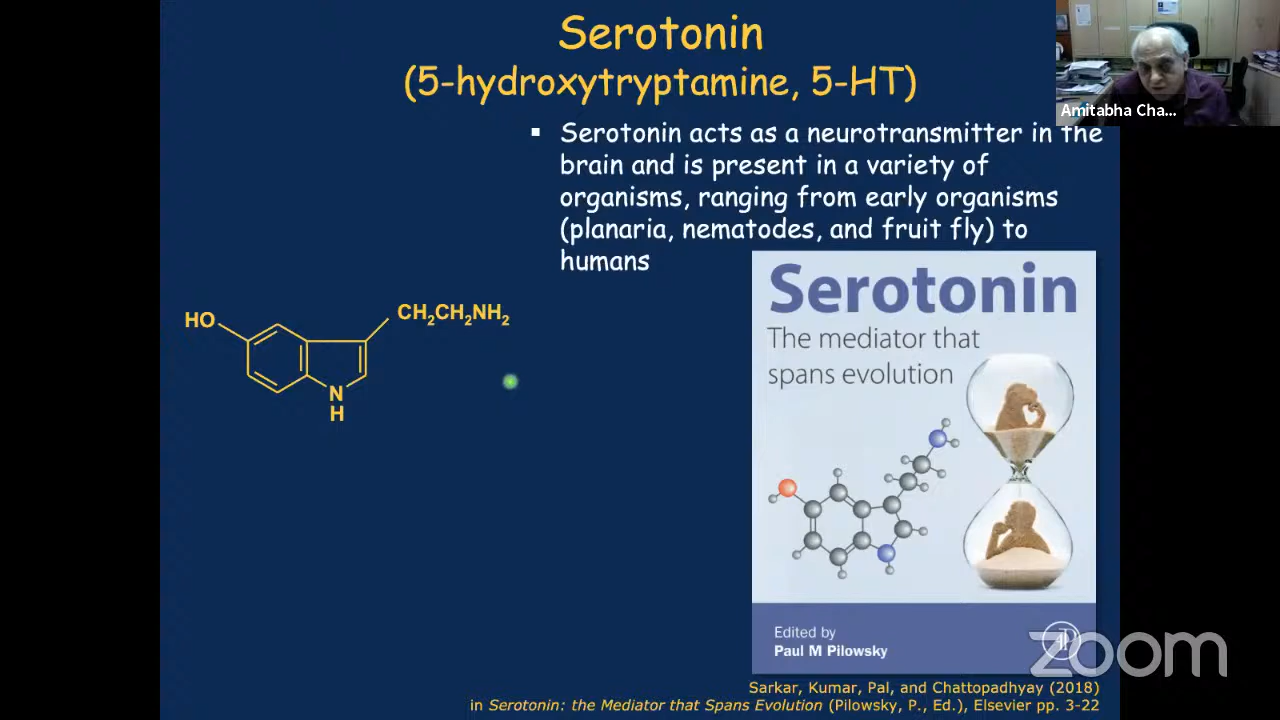 Serotonin
(5-hydroxytryptamine, 5-HT)
Amitabha Cha...
▪ Serotonin acts as a neurotransmitter in the
brain and is present in a variety of
organisms, ranging from early organisms
(planaria, nematodes, and fruit fly) to
humans
HO
CH₂CH₂NH₂
N
H
Serotonin
The mediator that
spans evolution
Edited by
Paul M Pilowsky
AP
zoom
Sarkar, Kumar, Pal, and Chattopadhyay (2018)
in Serotonin: the Mediator that Spans Evolution (Pilowsky, P., Ed.), Elsevier pp. 3-22